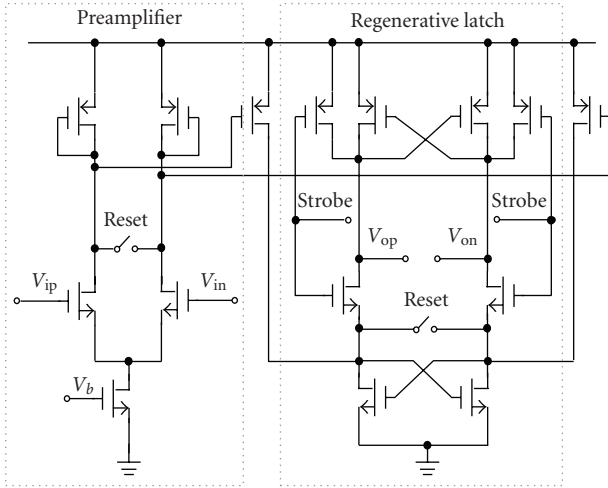 Preamplifier
Regenerative latch
Strobe
Strobe
Reset
V_op
V_on
V_ip
V_in
Reset
V_b